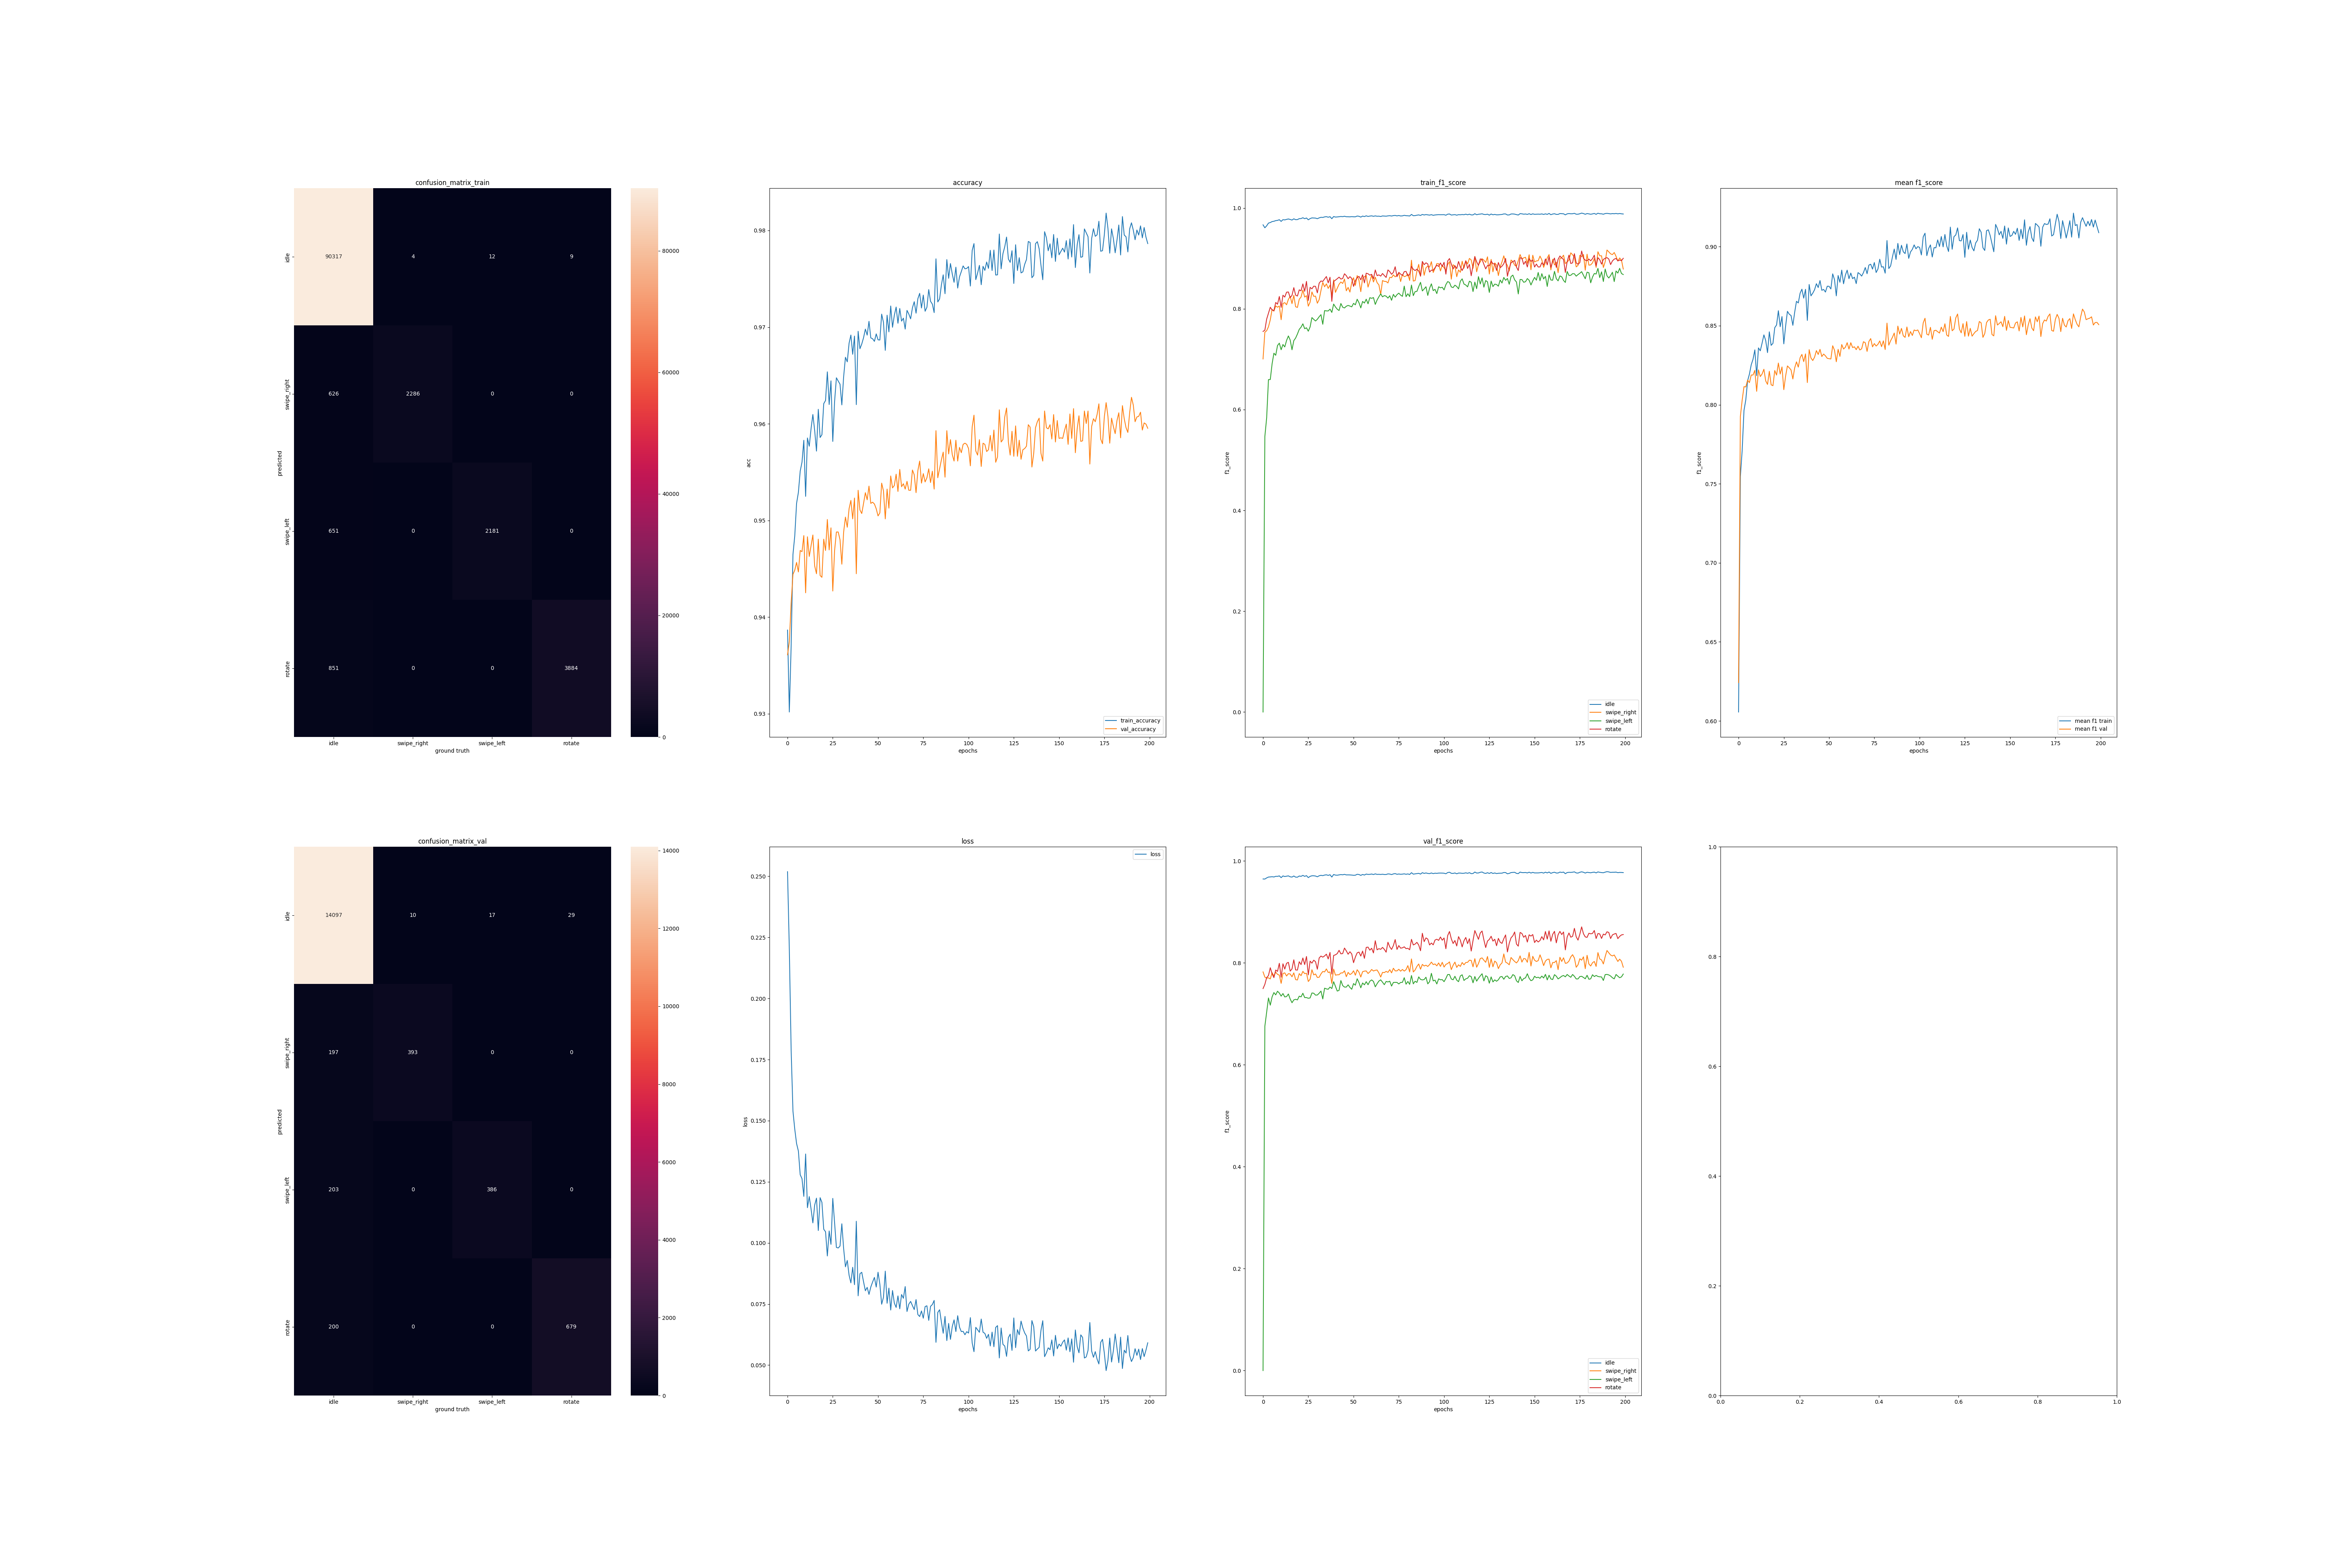 confusion_matrix_train
idle
swipe_right
swipe_left
rotate
predicted
90317 4 12 9
626 2286 0 0
651 0 2181 0
851 0 0 3884
idle swipe_right swipe_left rotate
ground truth
80000
60000
40000
20000
0
accuracy
acc
0.98
0.97
0.96
0.95
0.94
0.93
train_accuracy
val_accuracy
0 25 50 75 100 125 150 175 200
epochs
train_f1_score
f1_score
1.0
0.8
0.6
0.4
0.2
0.0
idle
swipe_right
swipe_left
rotate
0 25 50 75 100 125 150 175 200
epochs
mean f1_score
f1_score
0.90
0.85
0.80
0.75
0.70
0.65
0.60
mean f1 train
mean f1 val
0 25 50 75 100 125 150 175 200
epochs
confusion_matrix_val
idle
swipe_right
swipe_left
rotate
predicted
14097 10 17 29
197 393 0 0
203 0 386 0
200 0 0 679
idle swipe_right swipe_left rotate
ground truth
14000
12000
10000
8000
6000
4000
2000
0
loss
loss
loss
0.250
0.225
0.200
0.175
0.150
0.125
0.100
0.075
0.050
0 25 50 75 100 125 150 175 200
epochs
val_f1_score
f1_score
1.0
0.8
0.6
0.4
0.2
0.0
idle
swipe_right
swipe_left
rotate
0 25 50 75 100 125 150 175 200
epochs
1.0
0.8
0.6
0.4
0.2
0.0
0.0 0.2 0.4 0.6 0.8 1.0